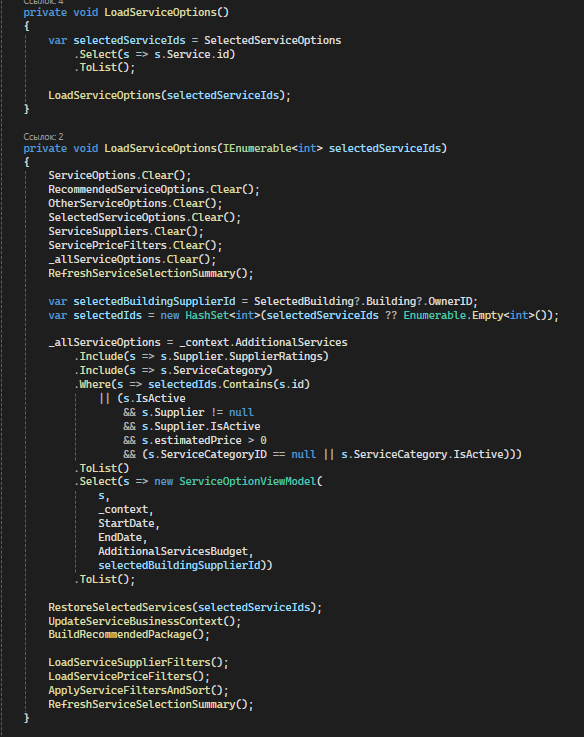 Ссылок: 4
private void LoadServiceOptions()
{
    var selectedServiceIds = SelectedServiceOptions
        .Select(s => s.Service.id)
        .ToList();

    LoadServiceOptions(selectedServiceIds);
}

Ссылок: 2
private void LoadServiceOptions(IEnumerable<int> selectedServiceIds)
{
    ServiceOptions.Clear();
    RecommendedServiceOptions.Clear();
    OtherServiceOptions.Clear();
    SelectedServiceOptions.Clear();
    ServiceSuppliers.Clear();
    ServicePriceFilters.Clear();
    _allServiceOptions.Clear();
    RefreshServiceSelectionSummary();

    var selectedBuildingSupplierId = SelectedBuilding?.Building?.OwnerID;
    var selectedIds = new HashSet<int>(selectedServiceIds ?? Enumerable.Empty<int>());

    _allServiceOptions = _context.AdditionalServices
        .Include(s => s.Supplier.SupplierRatings)
        .Include(s => s.ServiceCategory)
        .Where(s => selectedIds.Contains(s.id)
            || (s.IsActive
                && s.Supplier != null
                && s.Supplier.IsActive
                && s.estimatedPrice > 0
                && (s.ServiceCategoryID == null || s.ServiceCategory.IsActive)))
        .ToList()
        .Select(s => new ServiceOptionViewModel(
            s,
            _context,
            StartDate,
            EndDate,
            AdditionalServicesBudget,
            selectedBuildingSupplierId))
        .ToList();

    RestoreSelectedServices(selectedServiceIds);
    UpdateServiceBusinessContext();
    BuildRecommendedPackage();

    LoadServiceSupplierFilters();
    LoadServicePriceFilters();
    ApplyServiceFiltersAndSort();
    RefreshServiceSelectionSummary();
}